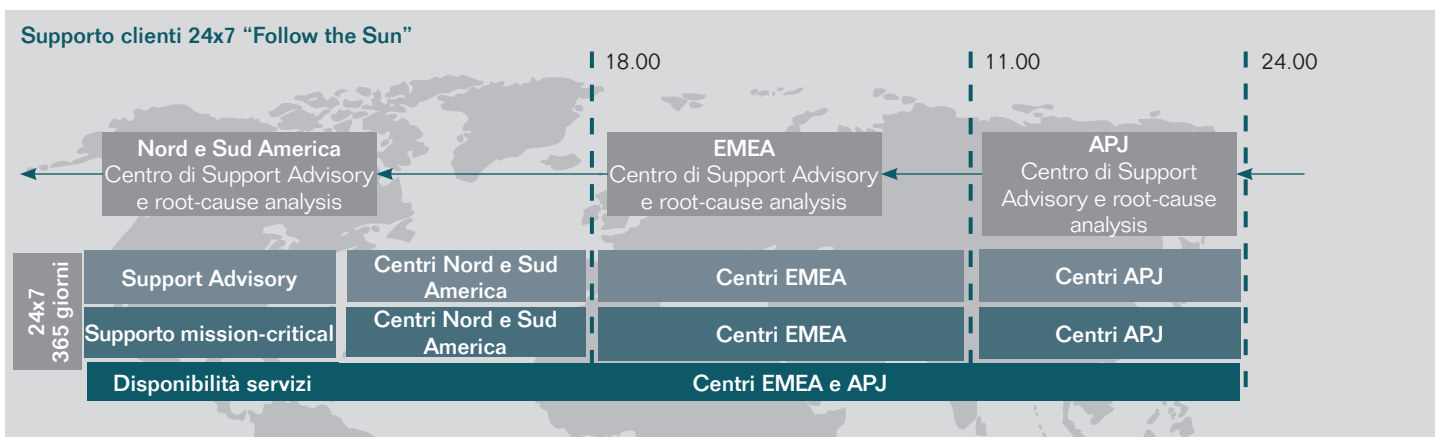 Supporto clienti 24x7 “Follow the Sun”
18.00
11.00
24.00
Nord e Sud America
Centro di Support Advisory
e root-cause analysis
EMEA
Centro di Support Advisory
e root-cause analysis
APJ
Centro di Support
Advisory e root-cause
analysis
24x7
365 giorni
Support Advisory
Centri Nord e Sud
America
Centri EMEA
Centri APJ
Supporto mission-critical
Centri Nord e Sud
America
Centri EMEA
Centri APJ
Disponibilità servizi
Centri EMEA e APJ